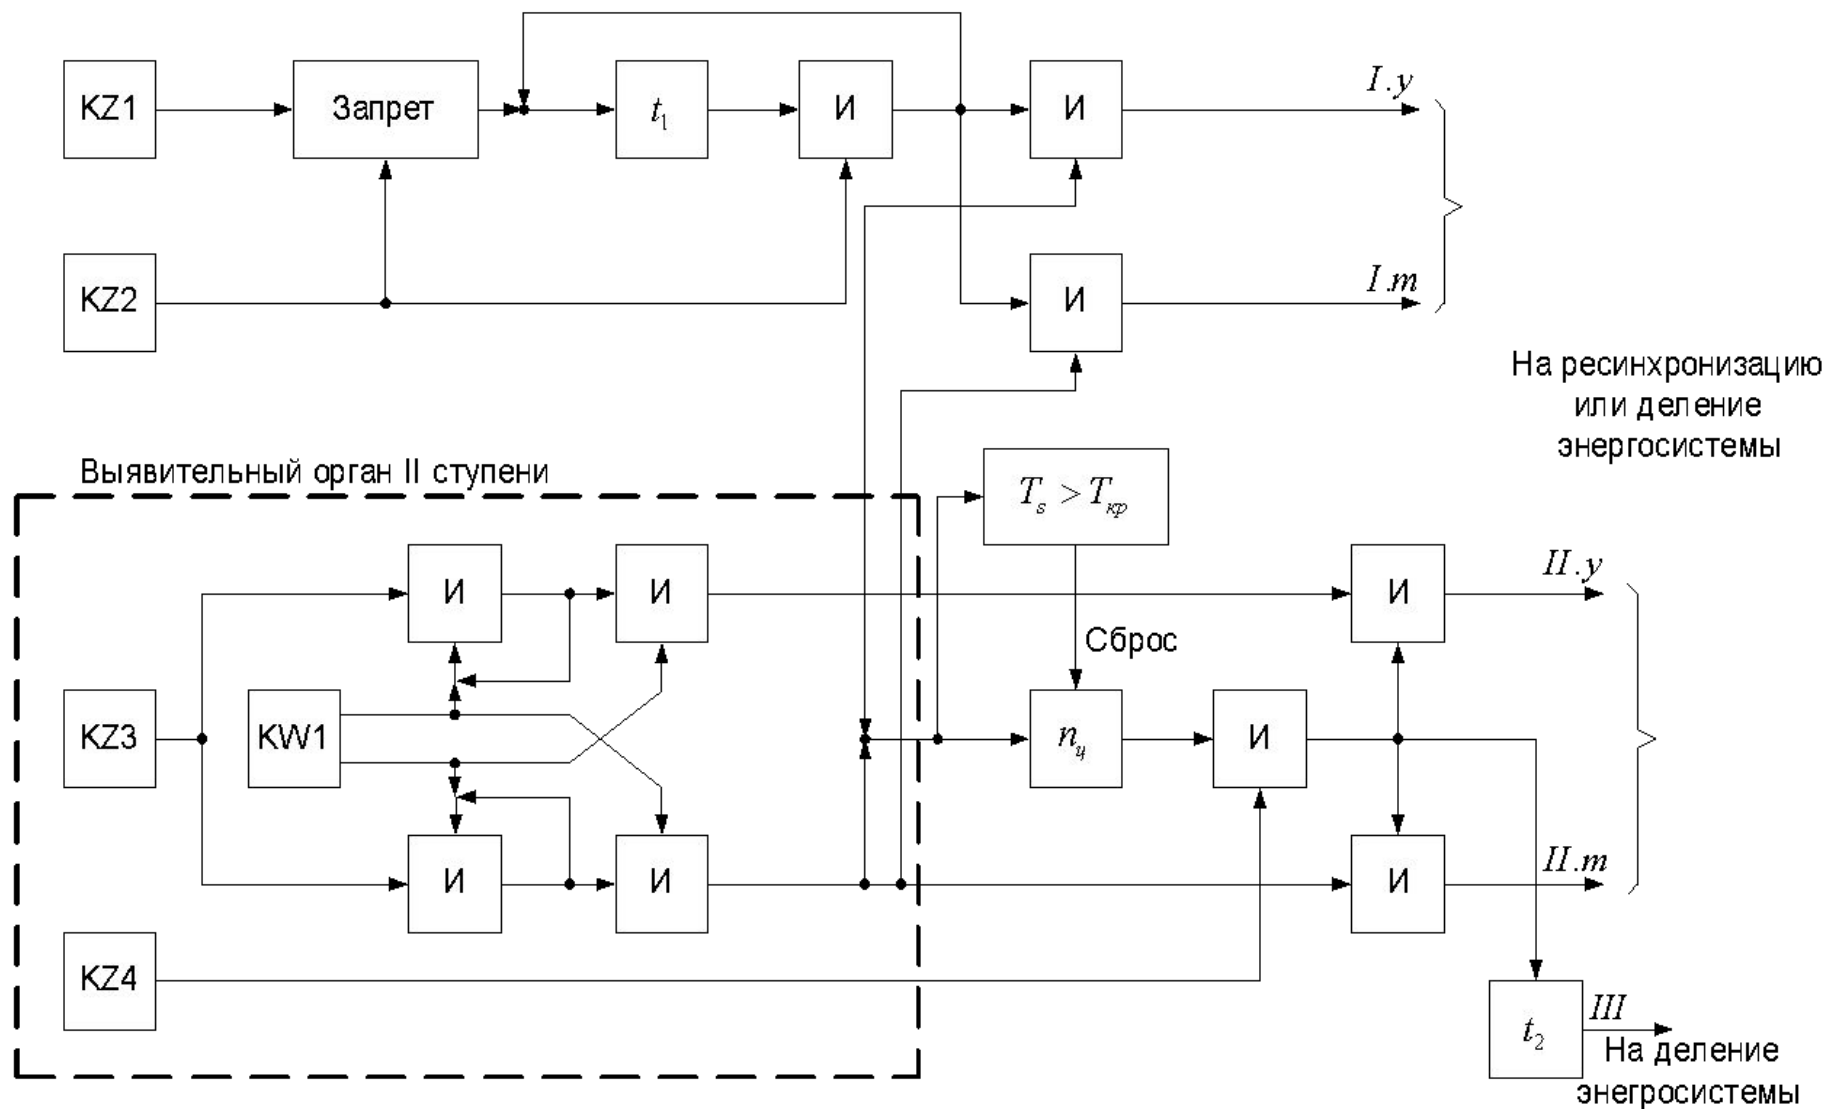 KZ1
Запрет
t₁
И
И
I.y
KZ2
И
I.m
На ресинхронизацию
или деление
энергосистемы
Выявительный орган II ступени
Tₛ > Tкр
И
И
И
II.y
Сброс
KZ3
KW1
nц
И
И
И
И
II.m
KZ4
t₂
III
На деление
энегросистемы